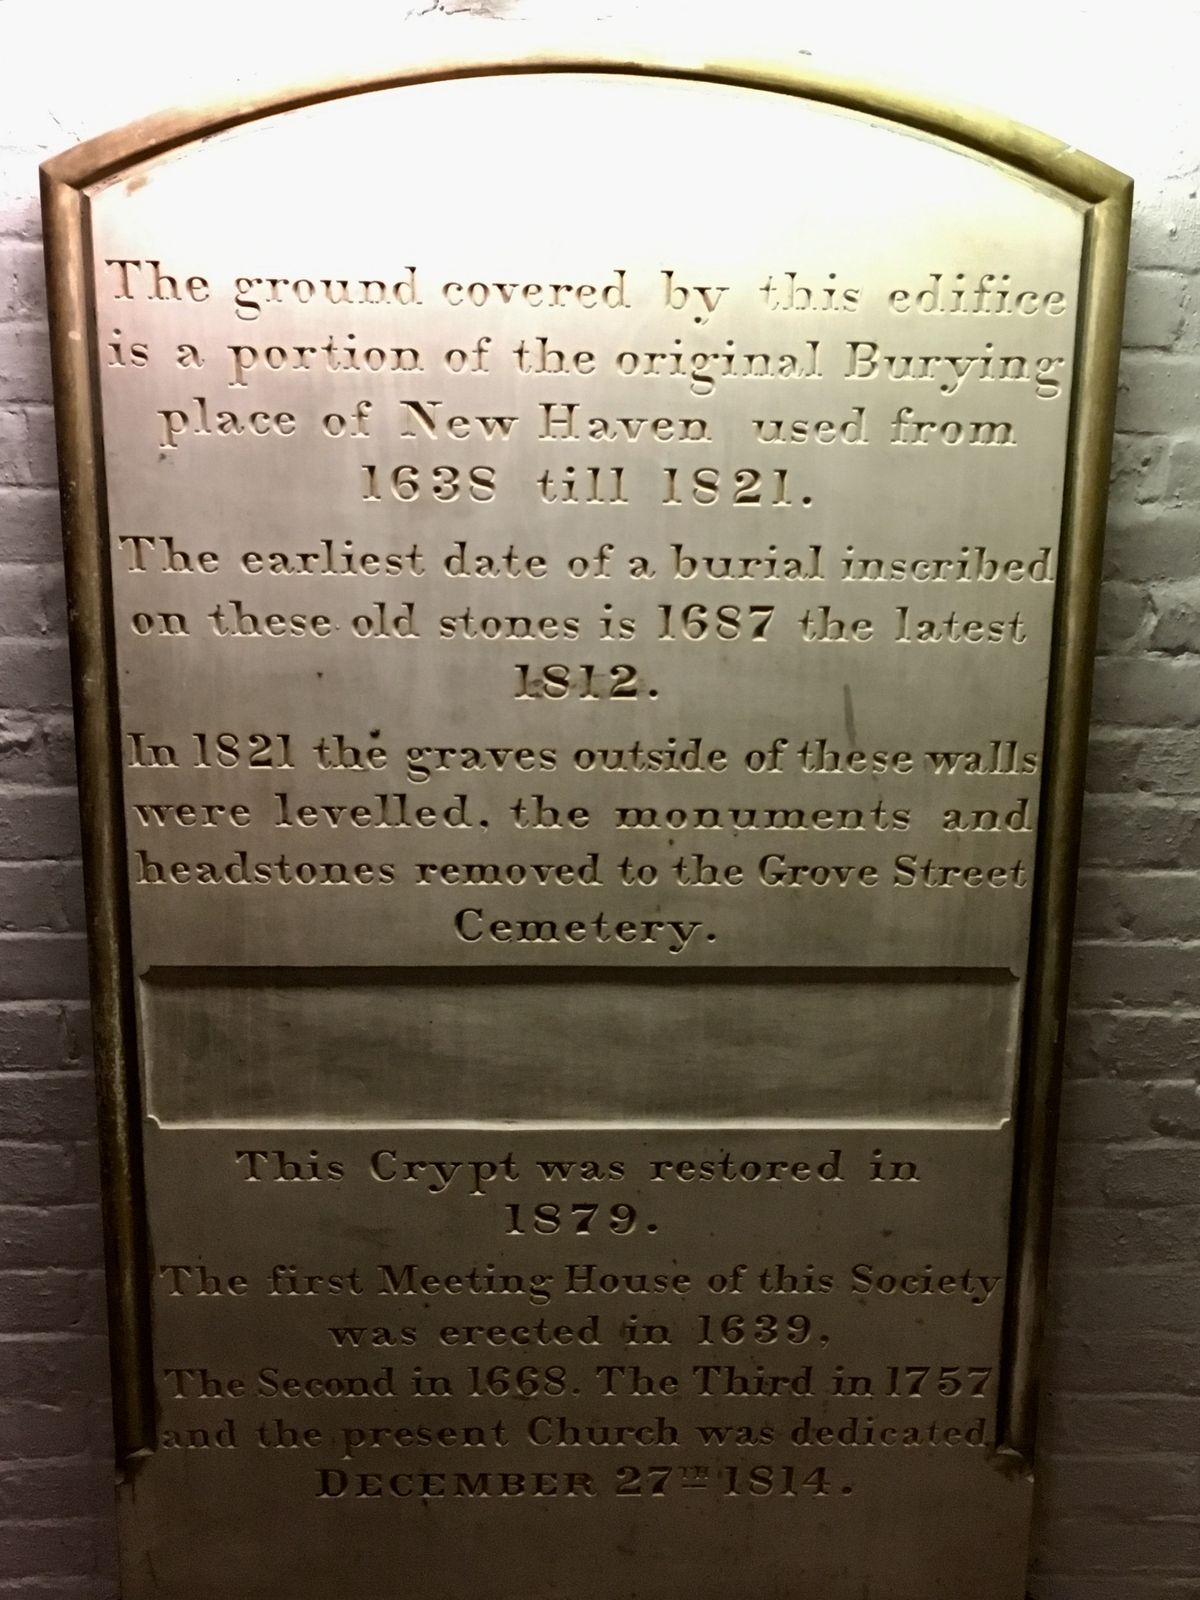 The ground covered by this edifice
is a portion of the original Burying
place of New Haven used from
1638 till 1821.
The earliest date of a burial inscribed
on these old stones is 1687 the latest
1812.
In 1821 the graves outside of these walls
were levelled, the monuments and
headstones removed to the Grove Street
Cemetery.
This Crypt was restored in
1879.
The first Meeting House of this Society
was erected in 1639,
The Second in 1668. The Third in 1757
and the present Church was dedicated,
DECEMBER 27TH 1814.